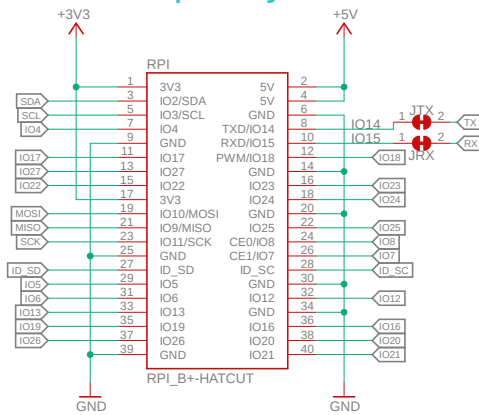 +3V3
+5V
RPI
1 3V3 5V 2
SDA 3 IO2/SDA 5V 4
SCL 5 IO3/SCL GND 6
IO4 7 IO4 TXD/IO14 8 IO14 1 JTX 2 TX
9 GND RXD/IO15 10 IO15 1 JRX 2 RX
IO17 11 IO17 PWM/IO18 12 IO18
IO27 13 IO27 GND 14
IO22 15 IO22 IO23 16 IO23
17 3V3 IO24 18 IO24
MOSI 19 IO10/MOSI GND 20
MISO 21 IO9/MISO IO25 22 IO25
SCK 23 IO11/SCK CE0/IO8 24 IO8
25 GND CE1/IO7 26 IO7
ID_SD 27 ID_SD ID_SC 28 ID_SC
IO5 29 IO5 GND 30
IO6 31 IO6 IO12 32 IO12
IO13 33 IO13 GND 34
IO19 35 IO19 IO16 36 IO16
IO26 37 IO26 IO20 38 IO20
39 GND IO21 40 IO21
RPI_B+-HATCUT
GND
GND